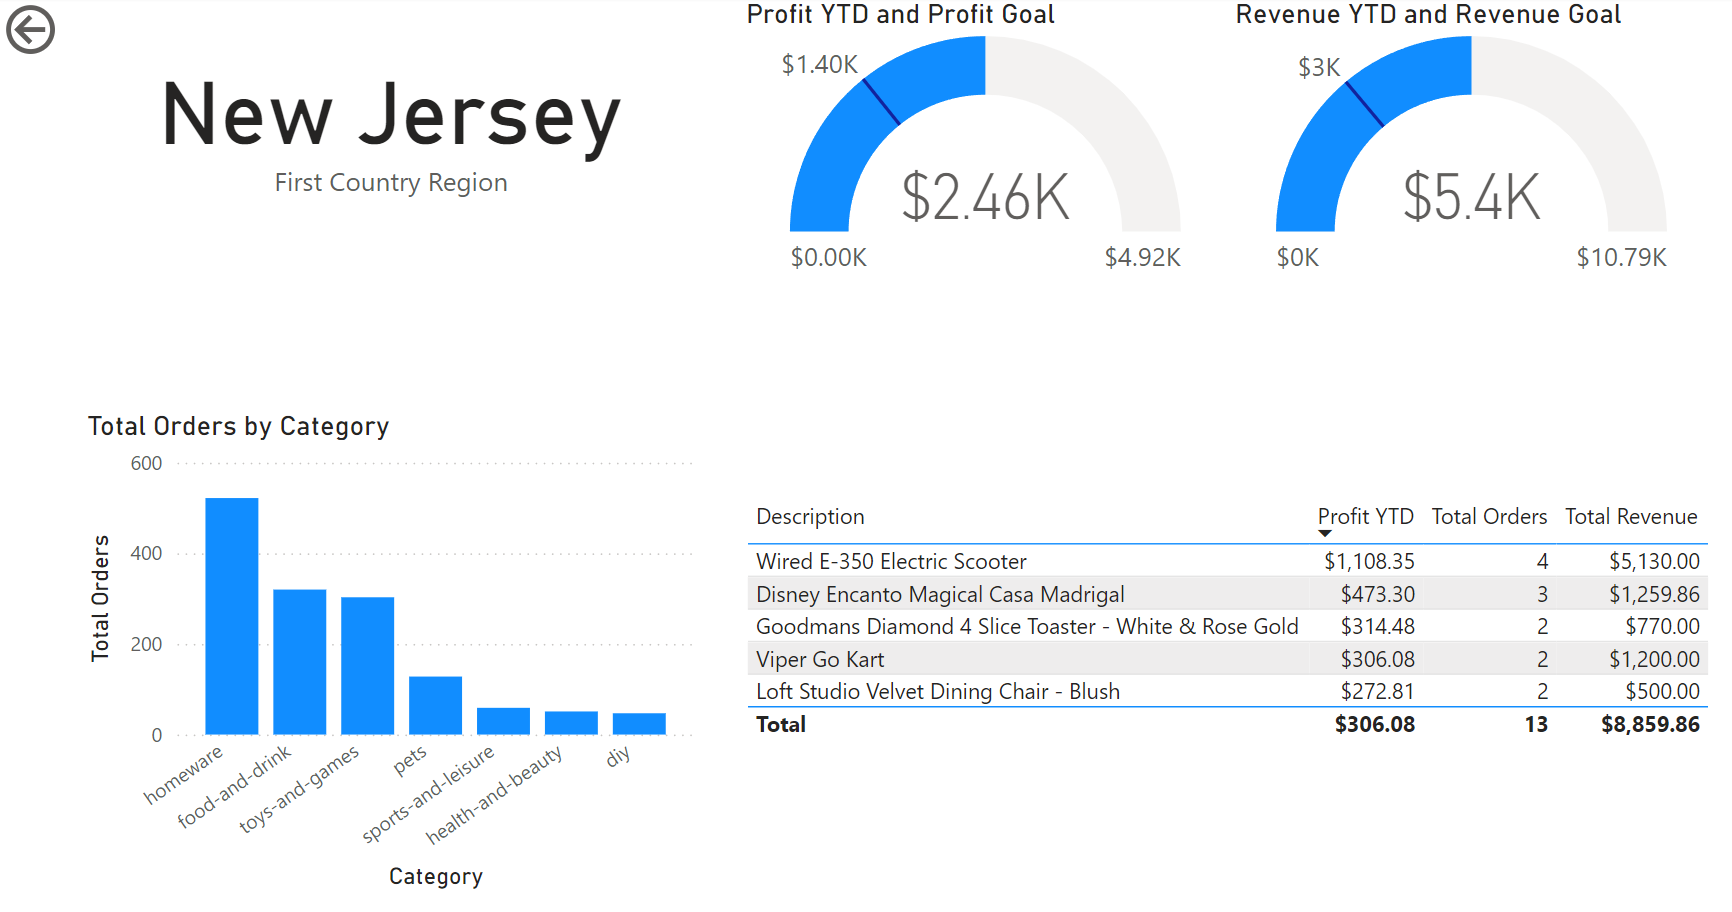 New Jersey
First Country Region
Profit YTD and Profit Goal
$1.40K
$2.46K
$0.00K
$4.92K
Revenue YTD and Revenue Goal
$3K
$5.4K
$0K
$10.79K
Total Orders by Category
Total Orders
600
400
200
0
homeware
food-and-drink
toys-and-games
pets
sports-and-leisure
health-and-beauty
diy
Category
Description Profit YTD Total Orders Total Revenue
Wired E-350 Electric Scooter $1,108.35 4 $5,130.00
Disney Encanto Magical Casa Madrigal $473.30 3 $1,259.86
Goodmans Diamond 4 Slice Toaster - White & Rose Gold $314.48 2 $770.00
Viper Go Kart $306.08 2 $1,200.00
Loft Studio Velvet Dining Chair - Blush $272.81 2 $500.00
Total $306.08 13 $8,859.86